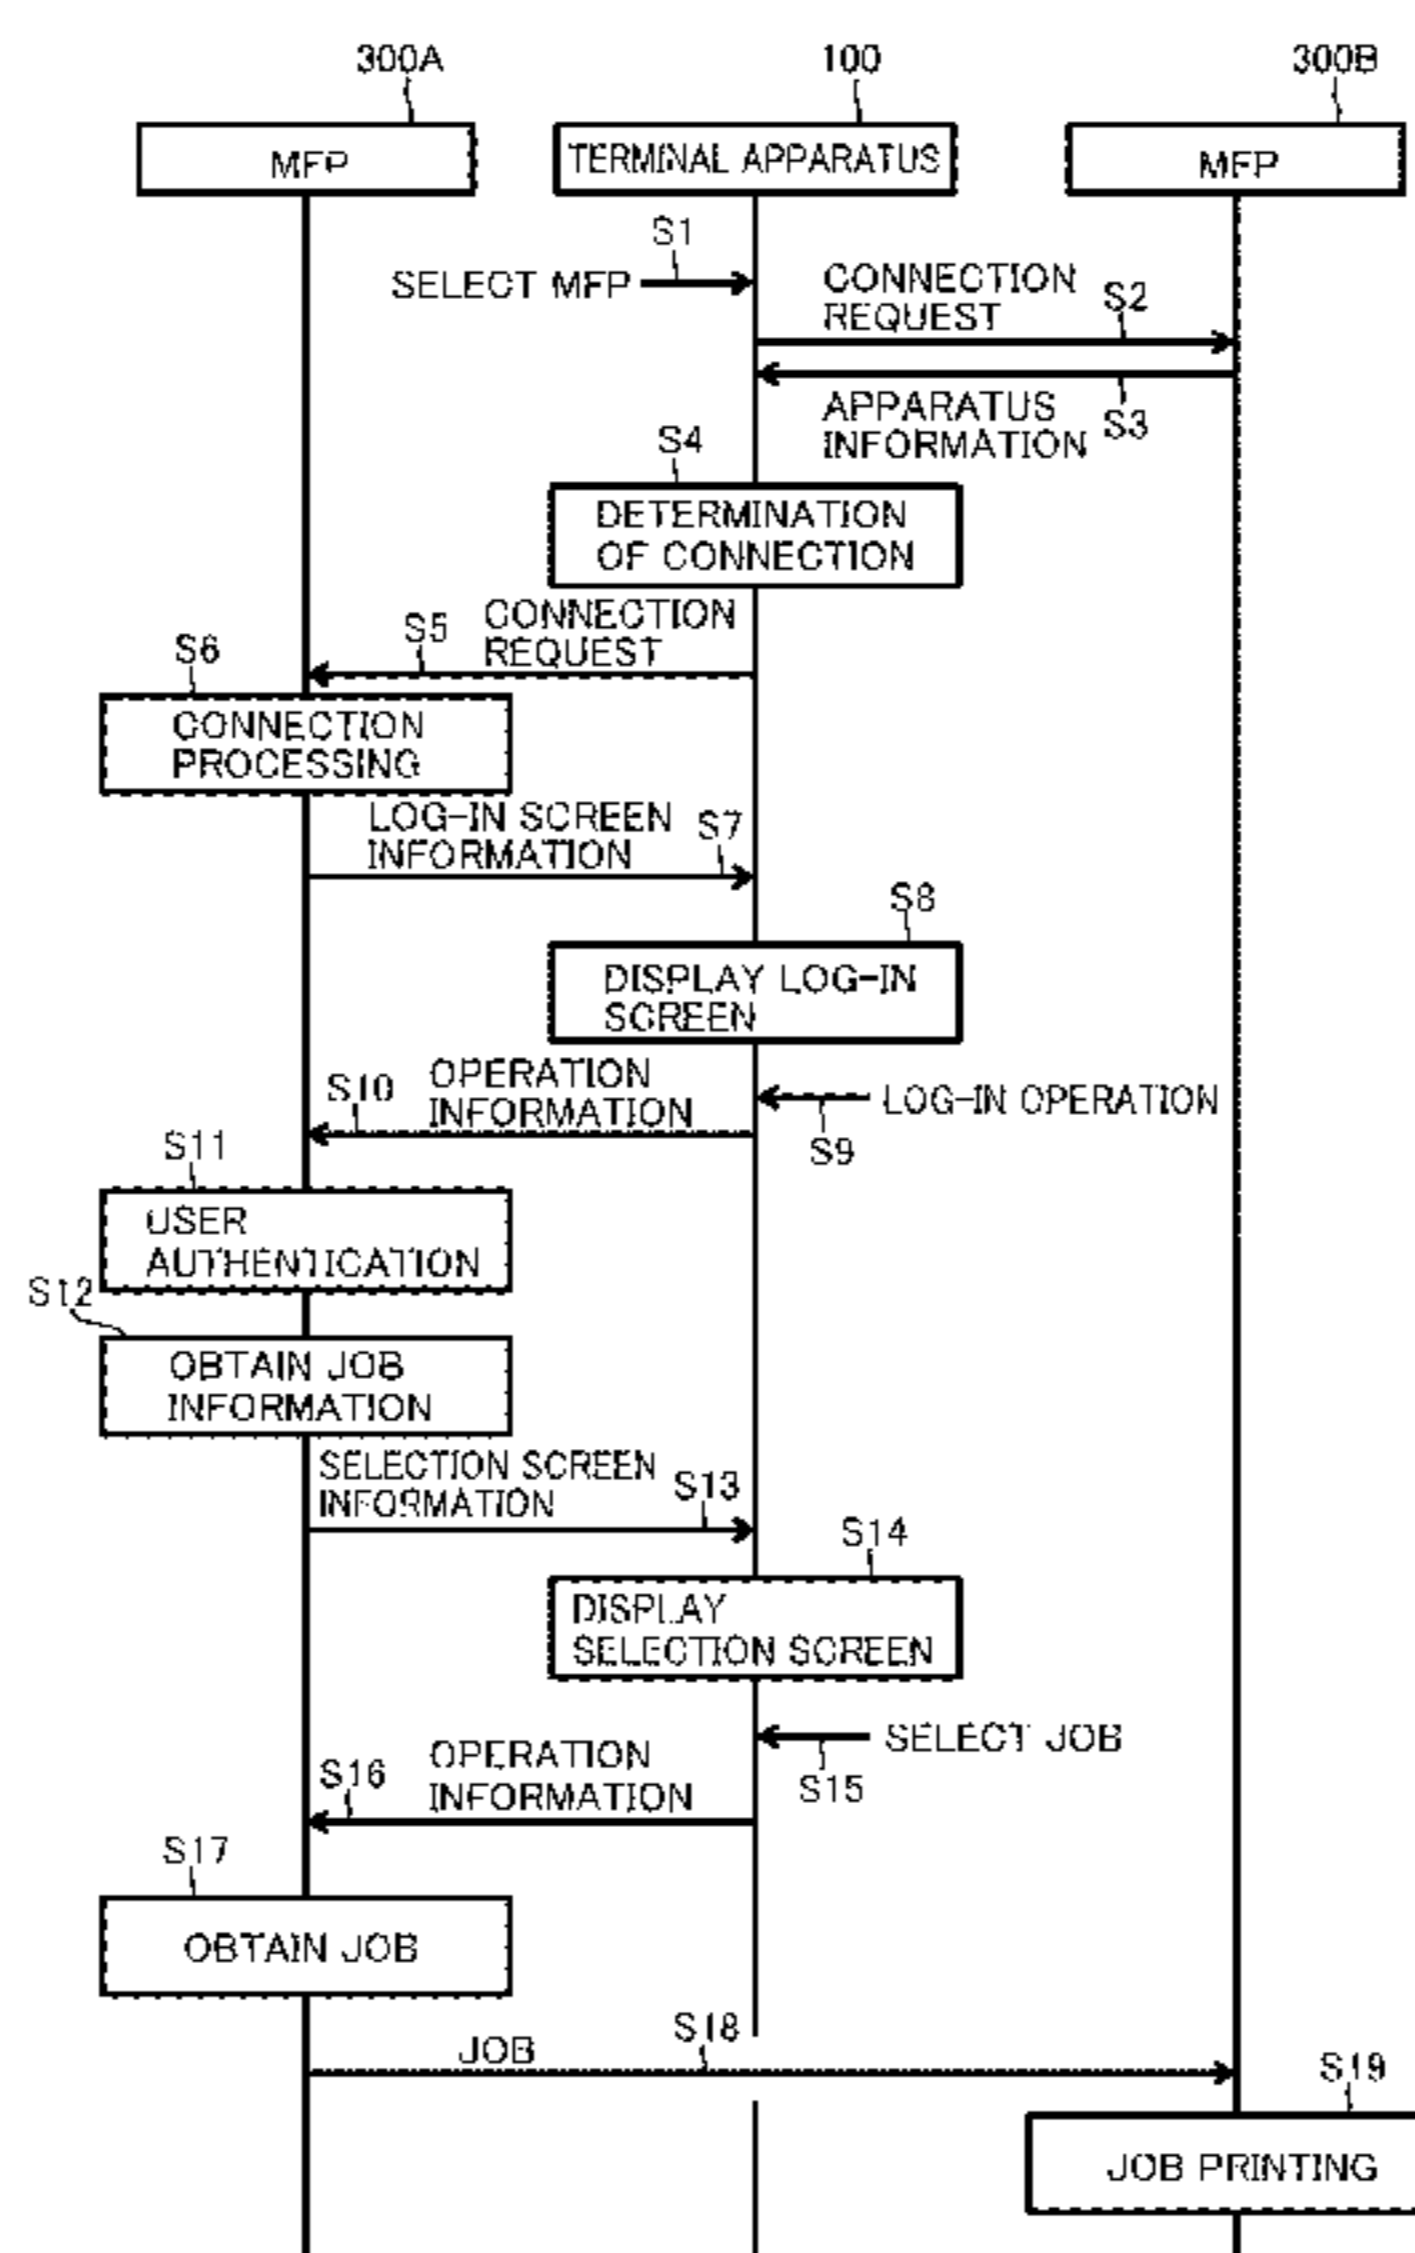 300A
100
300B
MFP
TERMINAL APPARATUS
MFP
S1
SELECT MFP
CONNECTION
REQUEST
S2
APPARATUS
INFORMATION
S3
S4
DETERMINATION
OF CONNECTION
CONNECTION
REQUEST
S5
S6
CONNECTION
PROCESSING
LOG-IN SCREEN
INFORMATION
S7
S8
DISPLAY LOG-IN
SCREEN
LOG-IN OPERATION
S9
OPERATION
INFORMATION
S10
S11
USER
AUTHENTICATION
S12
OBTAIN JOB
INFORMATION
SELECTION SCREEN
INFORMATION
S13
S14
DISPLAY
SELECTION SCREEN
SELECT JOB
S15
OPERATION
INFORMATION
S16
S17
OBTAIN JOB
JOB
S18
S19
JOB PRINTING